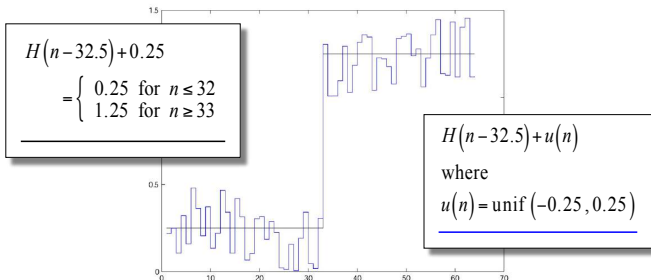 1.5
H(n−32.5)+0.25
={ 0.25 for n≤32
1.25 for n≥33
H(n−32.5)+u(n)
where
u(n)=unif(−0.25,0.25)
0.5
0
0 10 20 30 40 50 60 70